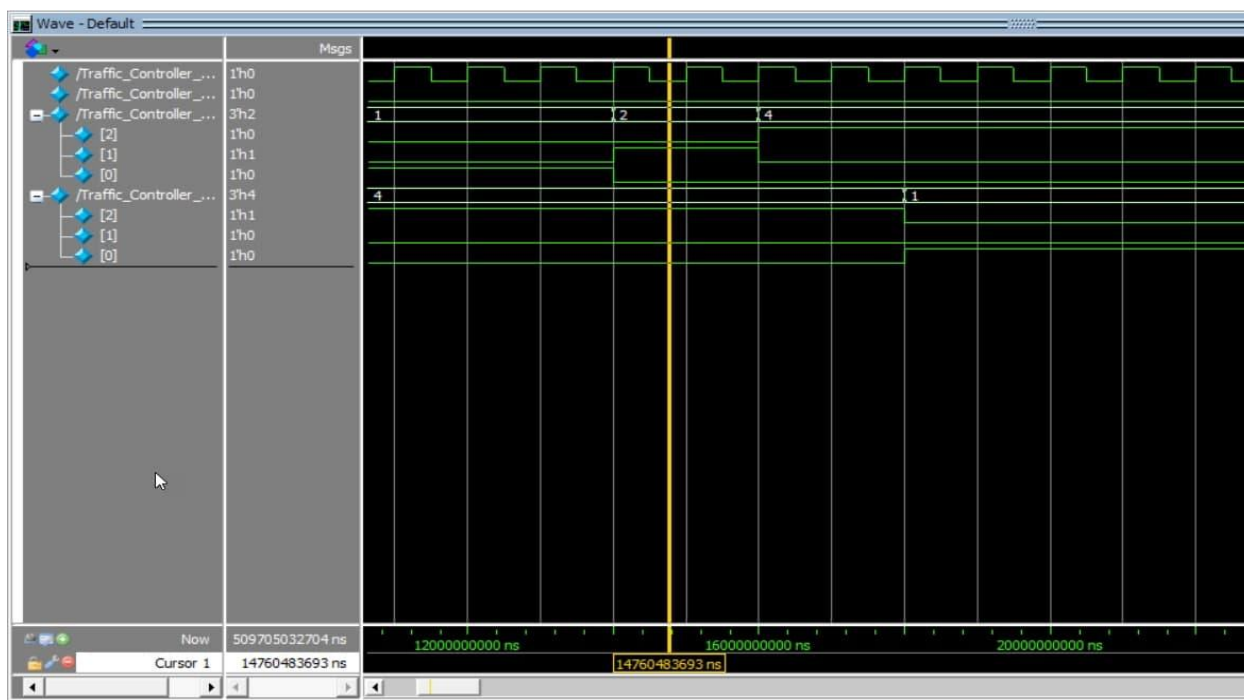 Wave - Default
Msgs
/Traffic_Controller_... 1'h0
/Traffic_Controller_... 1'h0
/Traffic_Controller_... 3'h2 1 2 4
[2] 1'h0
[1] 1'h1
[0] 1'h0
/Traffic_Controller_... 3'h4 4 1
[2] 1'h1
[1] 1'h0
[0] 1'h0
Now 509705032704 ns 12000000000 ns 16000000000 ns 20000000000 ns
Cursor 1 14760483693 ns 14760483693 ns